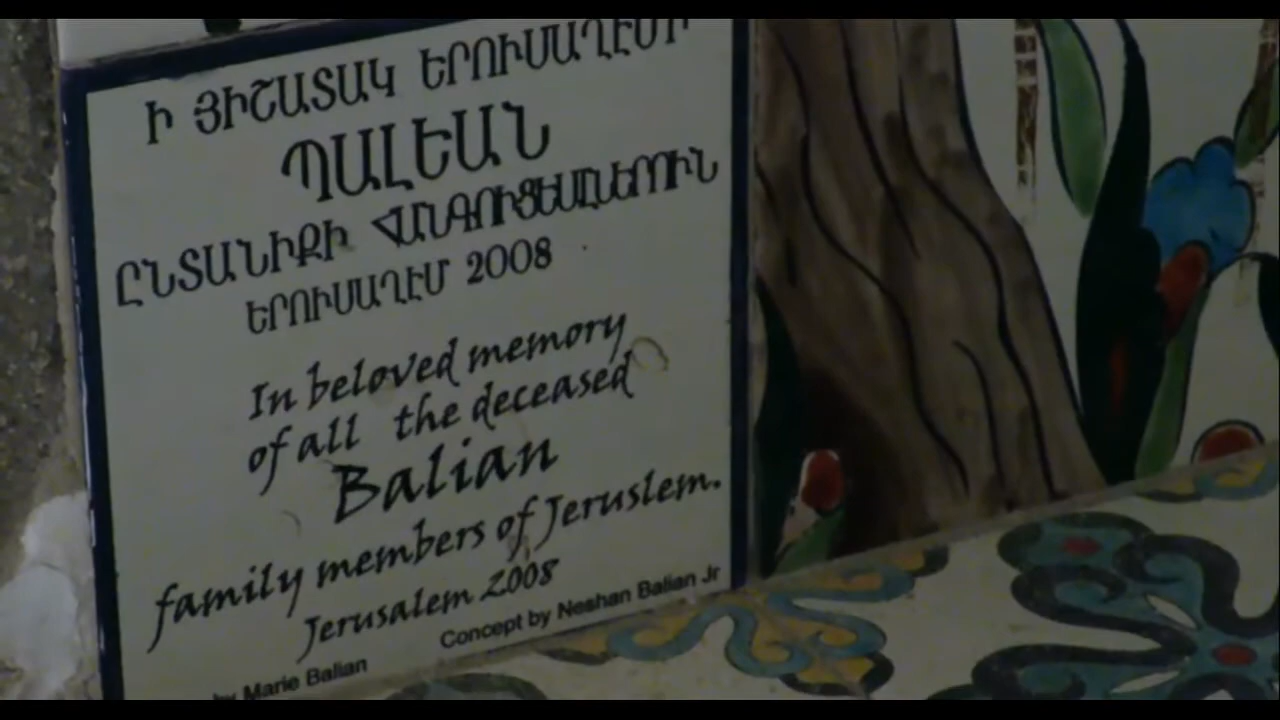 Ի ՅԻՇԱՏԱԿ ԵՐՈՒՍԱՂԷՄԻ
ՊԱԼԵԱՆ
ԸՆՏԱՆԻՔԻ ՀԱՆԳՈՒՑԵԱԼՆԵՐՈՒՆ
ԵՐՈՒՍԱՂԷՄ 2008
In beloved memory
of all the deceased
Balian
family members of Jeruslem.
Jerusalem 2008
Concept by Neshan Balian Jr
by Marie Balian